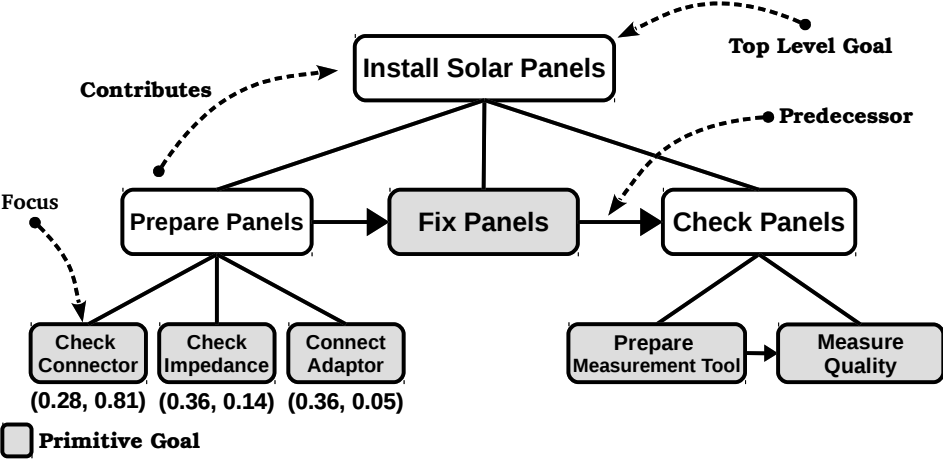 Top Level Goal
Install Solar Panels
Contributes
Predecessor
Focus
Prepare Panels
Fix Panels
Check Panels
Check
Connector
Check
Impedance
Connect
Adaptor
Prepare
Measurement Tool
Measure
Quality
(0.28, 0.81)
(0.36, 0.14)
(0.36, 0.05)
Primitive Goal